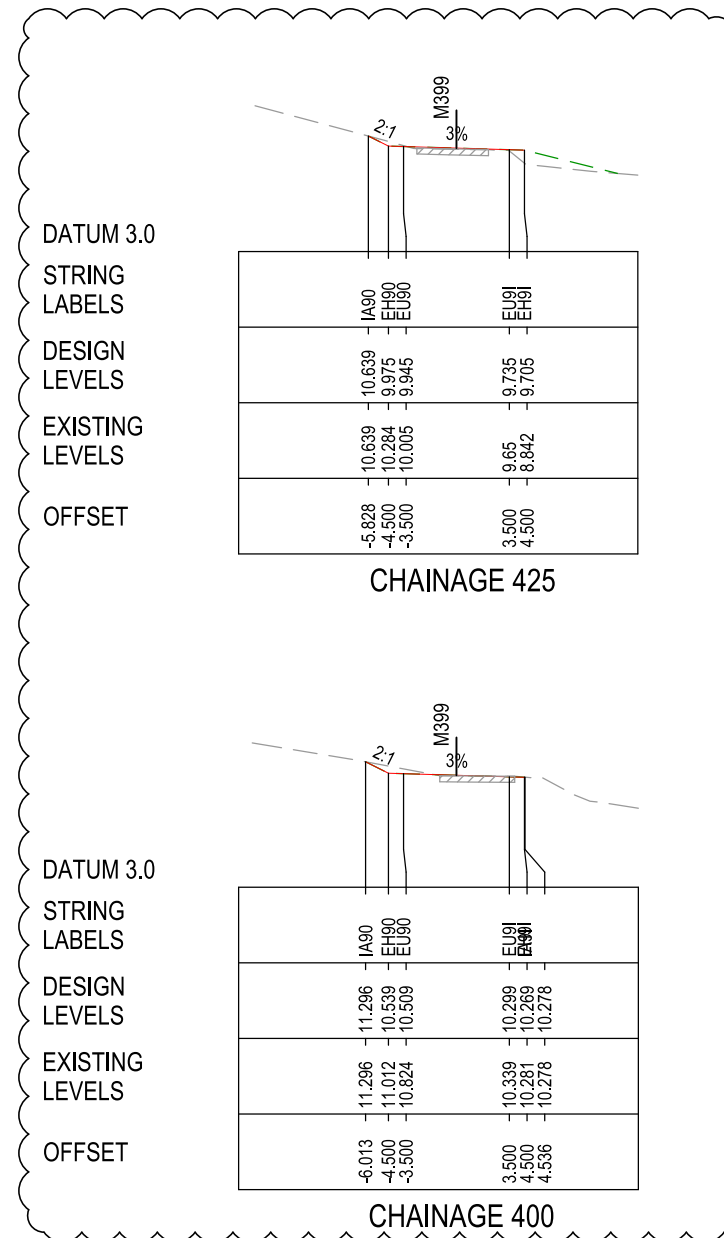 M399
2:1
3%
DATUM 3.0
STRING
LABELS
IA90
EH90
EU90
EU9I
EH9I
DESIGN
LEVELS
10.639
9.975
9.945
9.735
9.705
EXISTING
LEVELS
10.639
10.284
10.005
9.65
8.842
OFFSET
-5.828
-4.500
-3.500
3.500
4.500
CHAINAGE 425
M399
2:1
3%
DATUM 3.0
STRING
LABELS
IA90
EH90
EU90
EU9I
DESIGN
LEVELS
11.296
10.539
10.509
10.299
10.269
10.278
EXISTING
LEVELS
11.296
11.012
10.824
10.339
10.281
10.278
OFFSET
-6.013
-4.500
-3.500
3.500
4.500
4.536
CHAINAGE 400